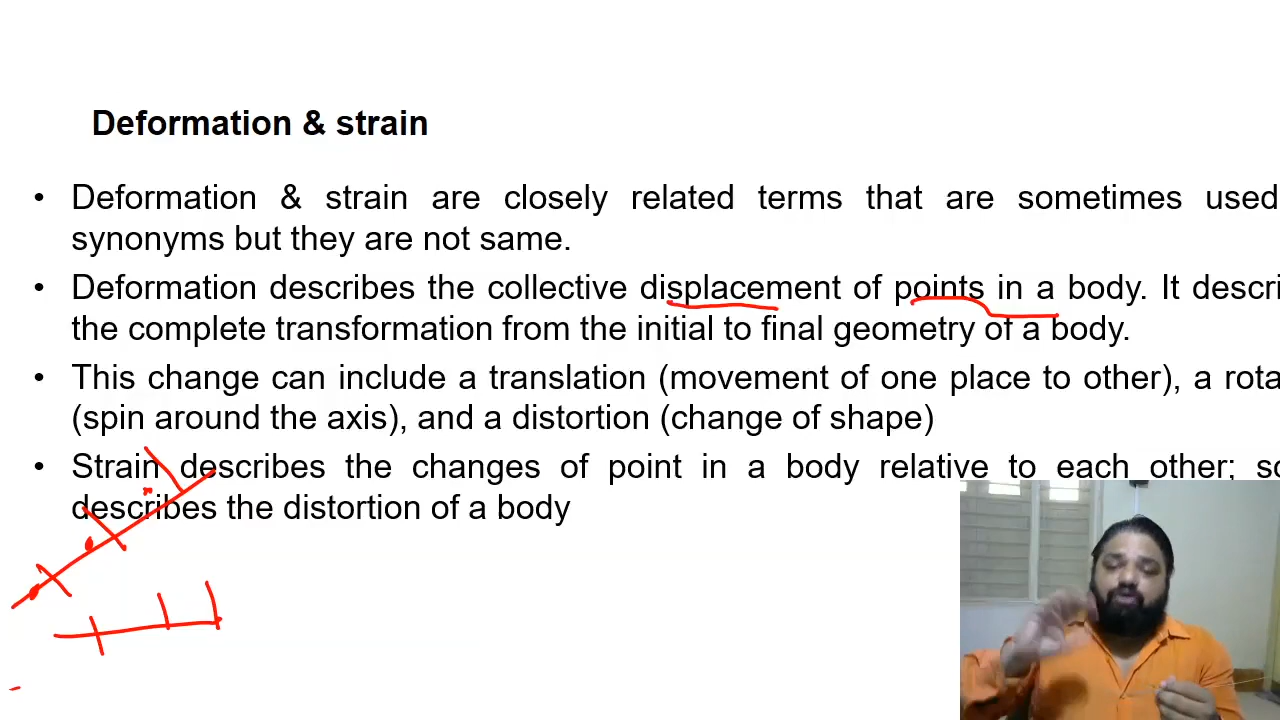 Deformation & strain
• Deformation & strain are closely related terms that are sometimes used
synonyms but they are not same.
• Deformation describes the collective displacement of points in a body. It descri
the complete transformation from the initial to final geometry of a body.
• This change can include a translation (movement of one place to other), a rota
(spin around the axis), and a distortion (change of shape)
• Strain describes the changes of point in a body relative to each other; so
describes the distortion of a body